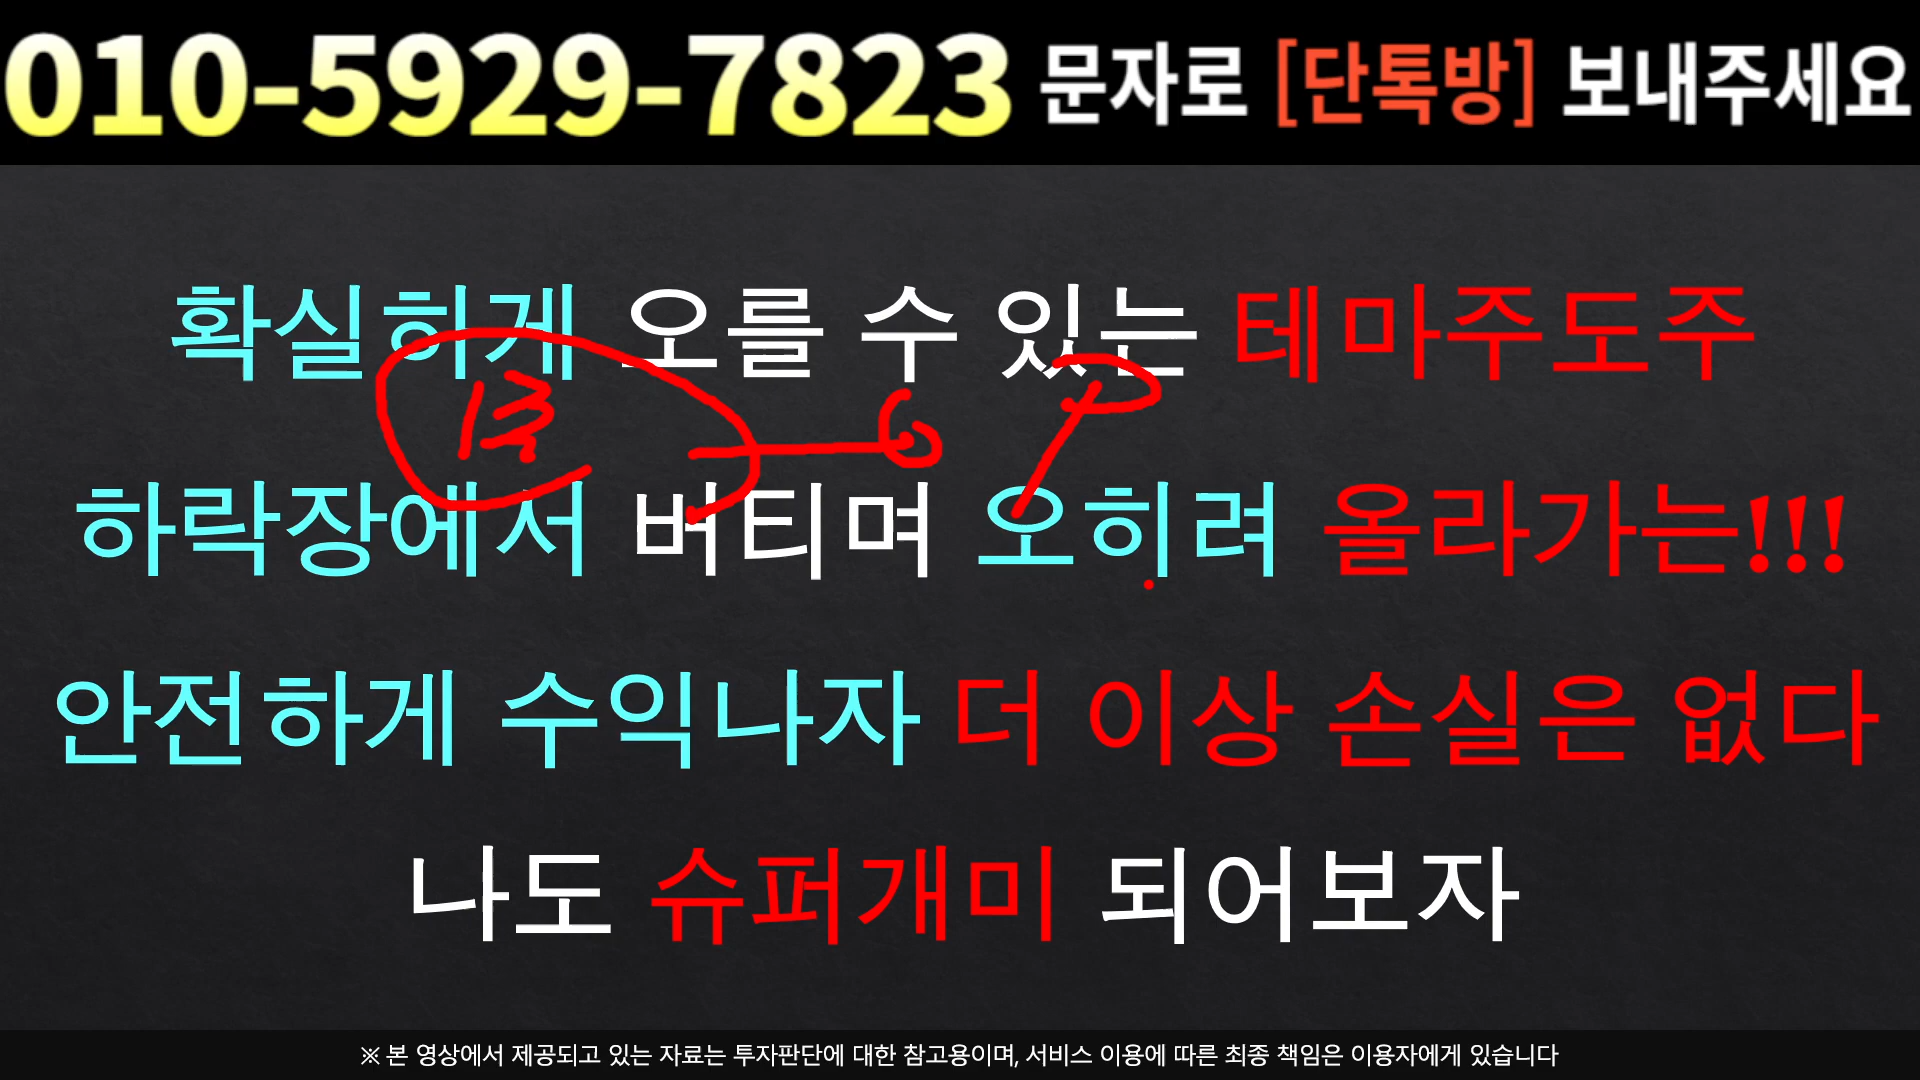 010-5929-7823 문자로 [단톡방] 보내주세요
확실하게 오를 수 있는 테마주도주
13
하락장에서 버티며 오히려 올라가는!!!
안전하게 수익나자 더 이상 손실은 없다
나도 슈퍼개미 되어보자
※ 본 영상에서 제공되고 있는 자료는 투자판단에 대한 참고용이며, 서비스 이용에 따른 최종 책임은 이용자에게 있습니다